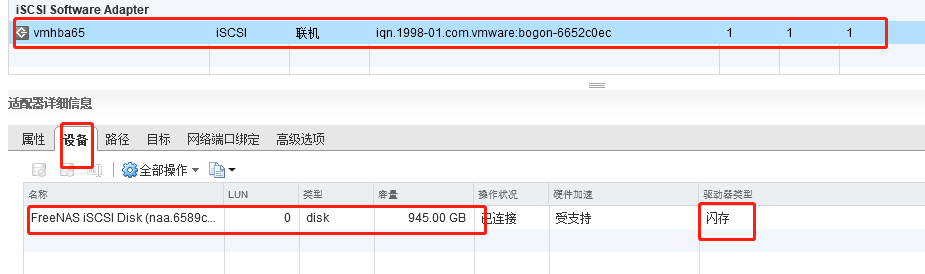 iSCSI Software Adapter
vmhba65 iSCSI 联机 iqn.1998-01.com.vmware:bogon-6652c0ec 1 1 1
适配器详细信息
属性 设备 路径 目标 网络端口绑定 高级选项
全部操作
名称 LUN 类型 容量 操作状况 硬件加速 驱动器类型
FreeNAS iSCSI Disk (naa.6589c... 0 disk 945.00 GB 已连接 受支持 闪存